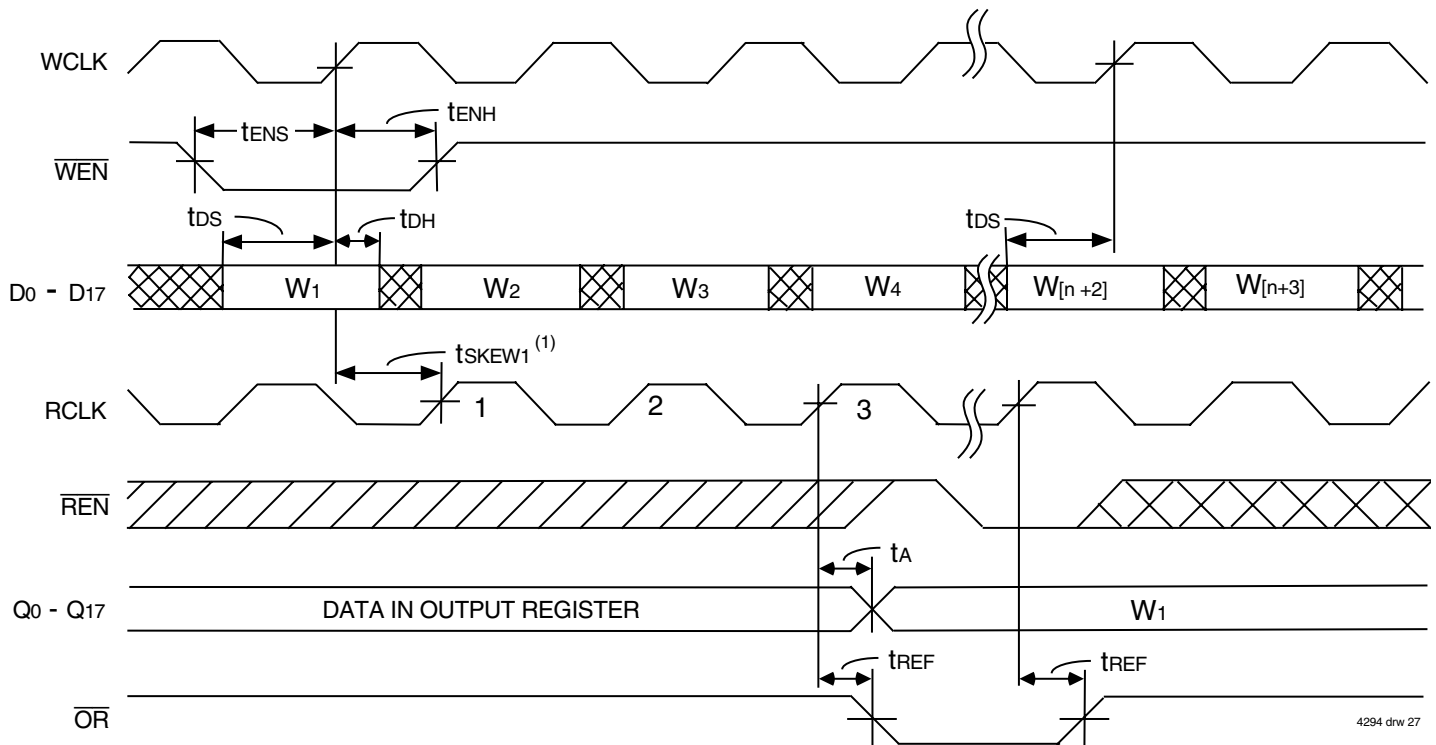 WCLK
tENS
tENH
WEN
tDS
tDH
tDS
D0 - D17
W1
W2
W3
W4
W[n +2]
W[n+3]
tSKEW1 (1)
RCLK
1
2
3
REN
tA
Q0 - Q17
DATA IN OUTPUT REGISTER
W1
tREF
tREF
OR
4294 drw 27